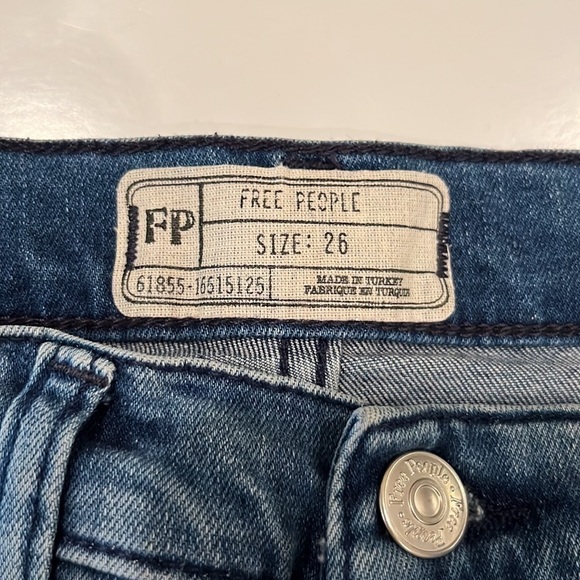 FP
FREE PEOPLE
SIZE: 26
61855-16515125
MADE IN TURKEY
FABRIQUE EN TURQUIE
Free People